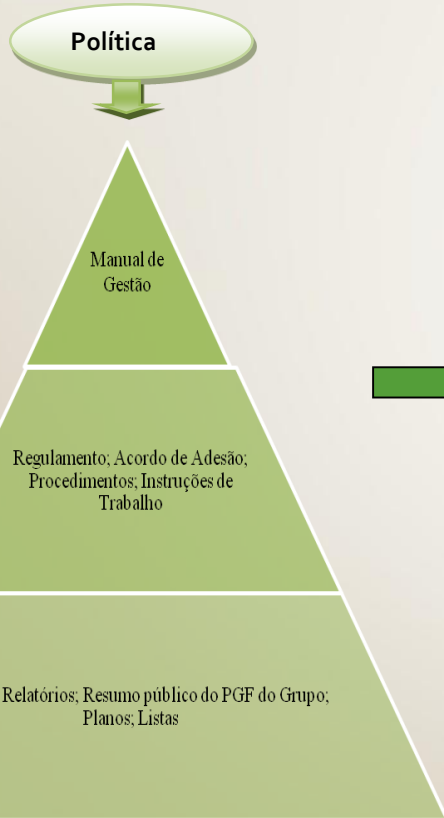 Política
Manual de
Gestão
Regulamento; Acordo de Adesão;
Procedimentos; Instruções de
Trabalho
Relatórios; Resumo público do PGF do Grupo;
Planos; Listas